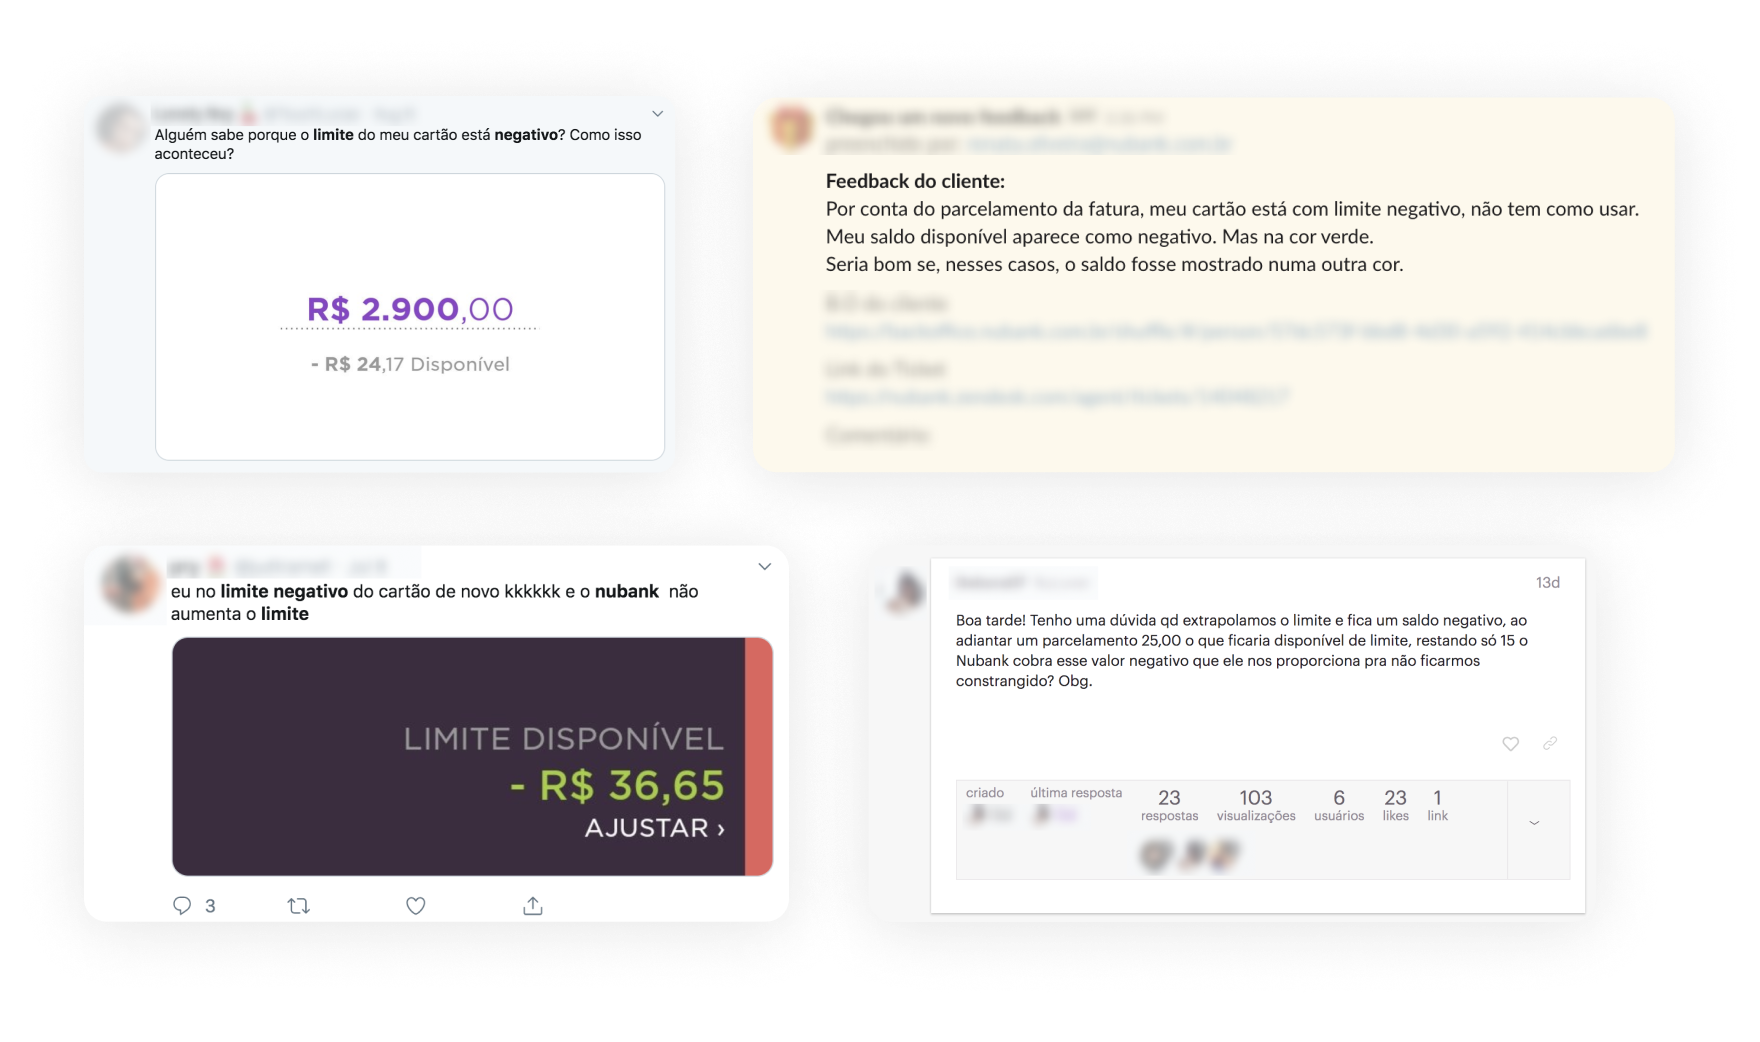 Alguém sabe porque o limite do meu cartão está negativo? Como isso
aconteceu?
R$ 2.900,00
- R$ 24,17 Disponível
Feedback do cliente:
Por conta do parcelamento da fatura, meu cartão está com limite negativo, não tem como usar.
Meu saldo disponível aparece como negativo. Mas na cor verde.
Seria bom se, nesses casos, o saldo fosse mostrado numa outra cor.
eu no limite negativo do cartão de novo kkkkkk e o nubank não
aumenta o limite
LIMITE DISPONÍVEL
- R$ 36,65
AJUSTAR ›
3
13d
Boa tarde! Tenho uma dúvida qd extrapolamos o limite e fica um saldo negativo, ao
adiantar um parcelamento 25,00 o que ficaria disponível de limite, restando só 15 o
Nubank cobra esse valor negativo que ele nos proporciona pra não ficarmos
constrangido? Obg.
criado
última resposta
23
respostas
103
visualizações
6
usuários
23
likes
1
link